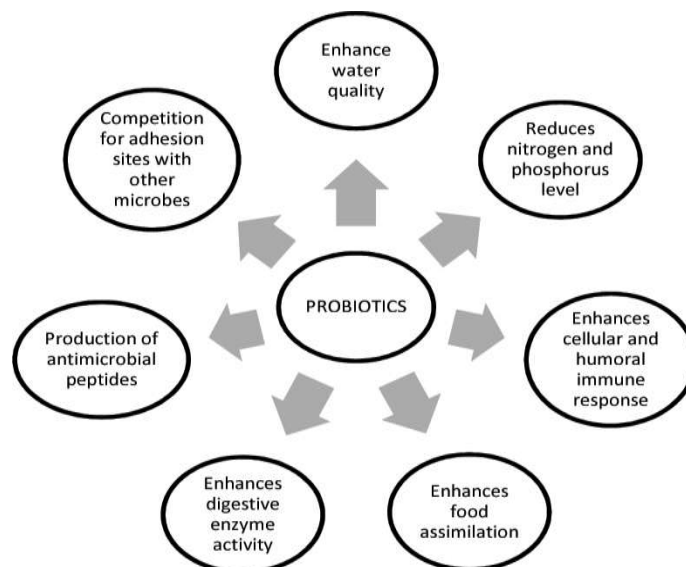 Enhance
water
quality
Reduces
nitrogen and
phosphorus
level
Enhances
cellular and
humoral
immune
response
Enhances
food
assimilation
Enhances
digestive
enzyme
activity
Production of
antimicrobial
peptides
Competition
for adhesion
sites with
other
microbes
PROBIOTICS